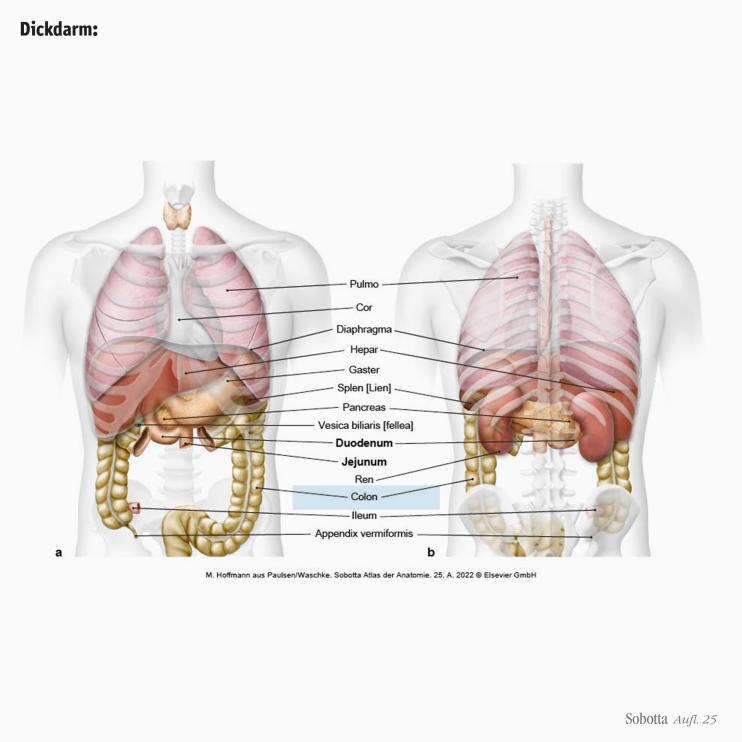 Dickdarm:
Pulmo
Cor
Diaphragma
Hepar
Gaster
Splen [Lien]
Pancreas
Vesica biliaris [fellea]
Duodenum
Jejunum
Ren
Colon
Ileum
Appendix vermiformis
a
b
M. Hoffmann aus Paulsen/Waschke. Sobotta Atlas der Anatomie. 25. A. 2022 © Elsevier GmbH
Sobotta Aufl. 25